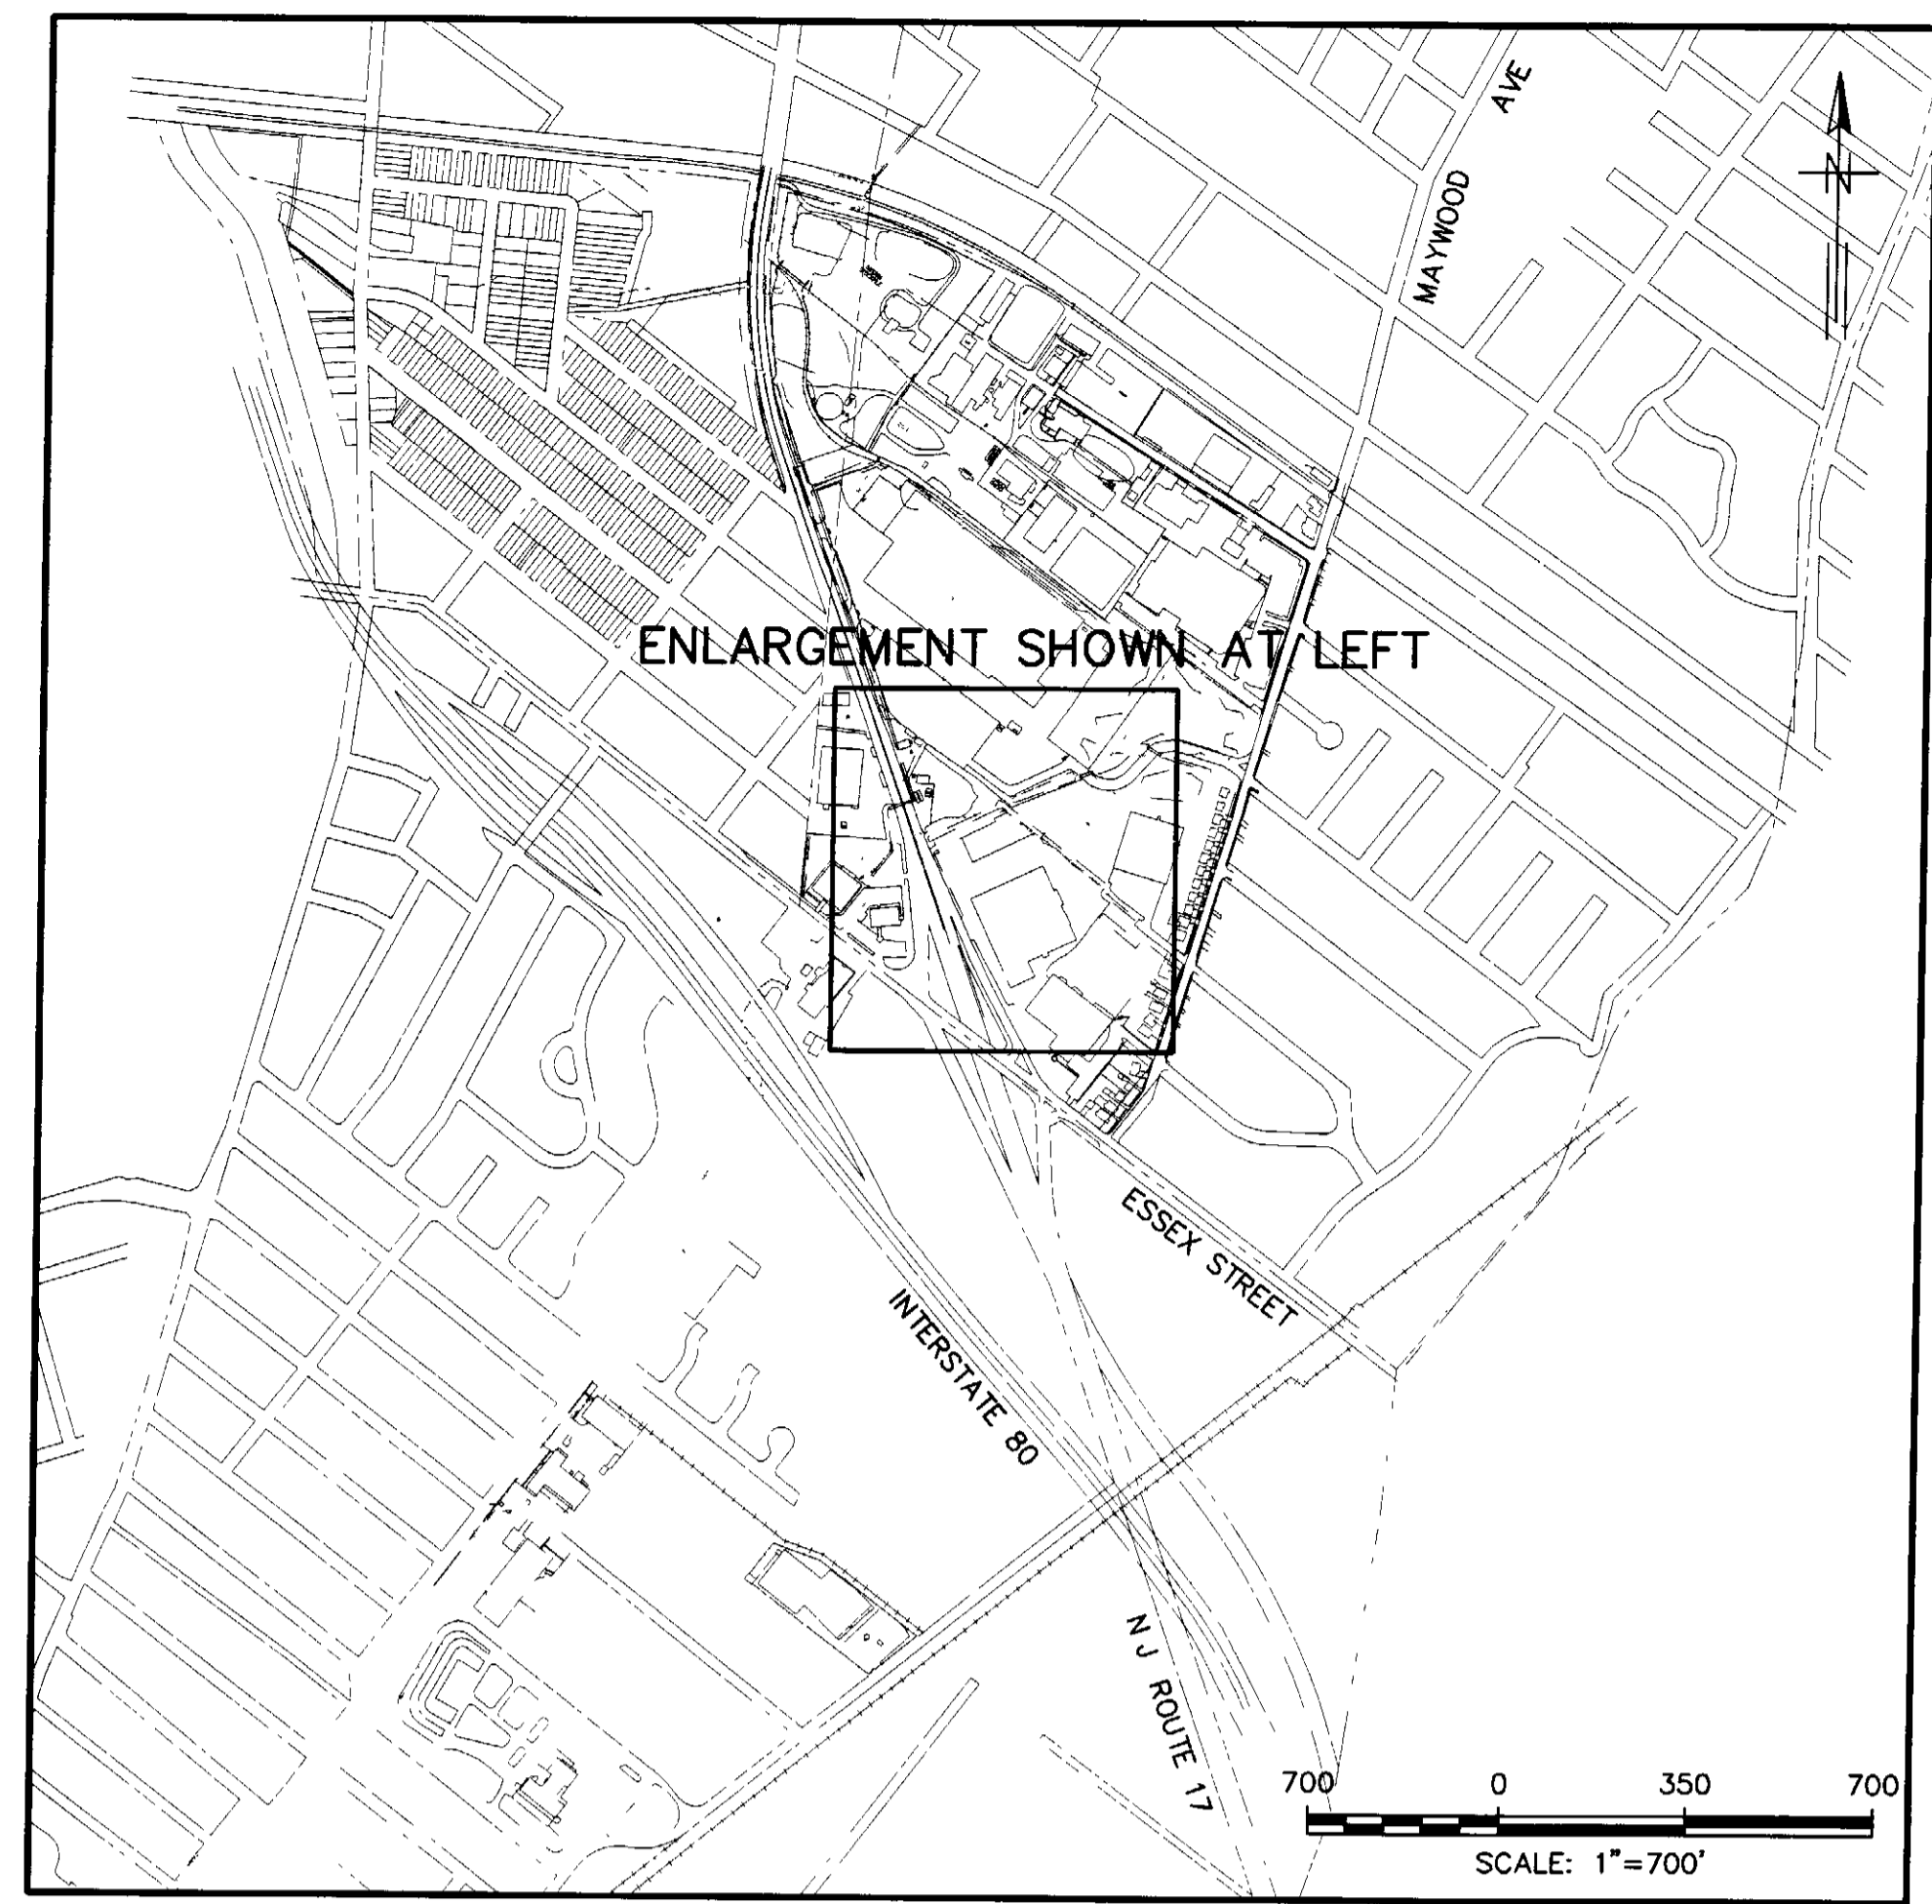 MAYWOOD AVE
N
ENLARGEMENT SHOWN AT LEFT
ESSEX STREET
INTERSTATE 80
N J ROUTE 17
700 0 350 700
SCALE: 1"=700'